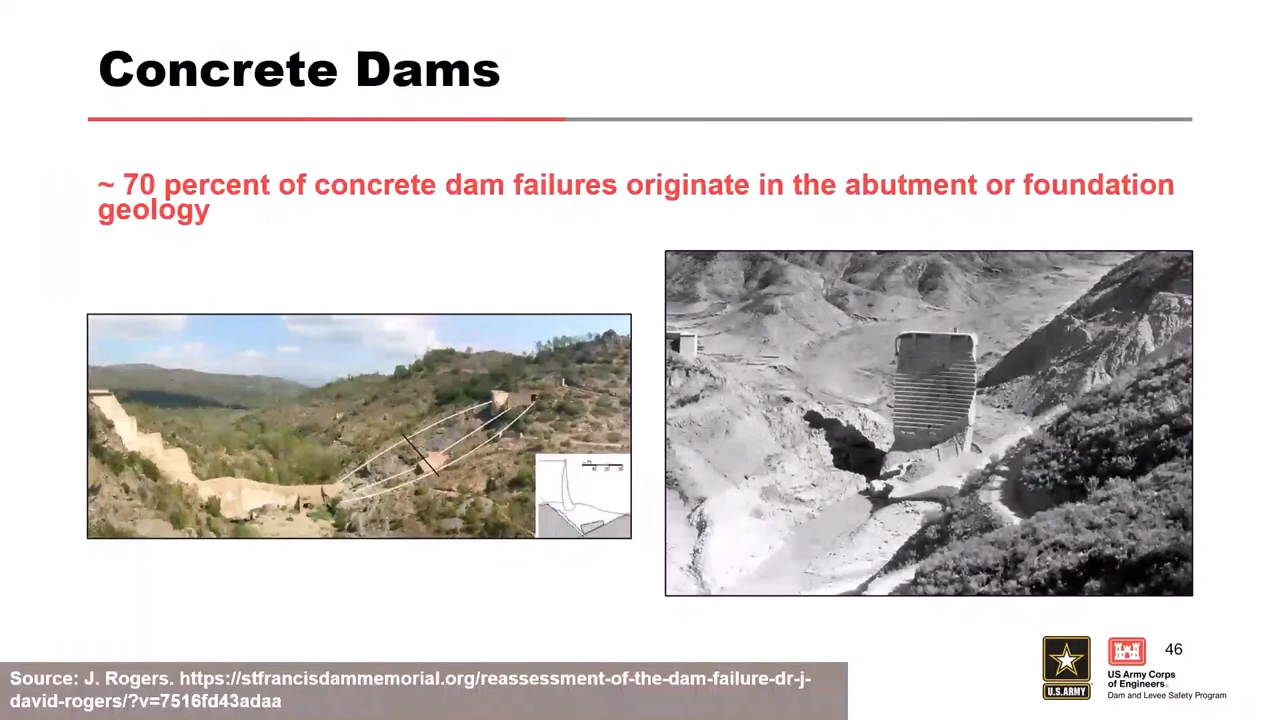 Concrete Dams
~ 70 percent of concrete dam failures originate in the abutment or foundation
geology
Source: J. Rogers. https://stfrancisdammemorial.org/reassessment-of-the-dam-failure-dr-j-
david-rogers/?v=7516fd43adaa
U.S.ARMY
46
US Army Corps
of Engineers®
Dam and Levee Safety Program